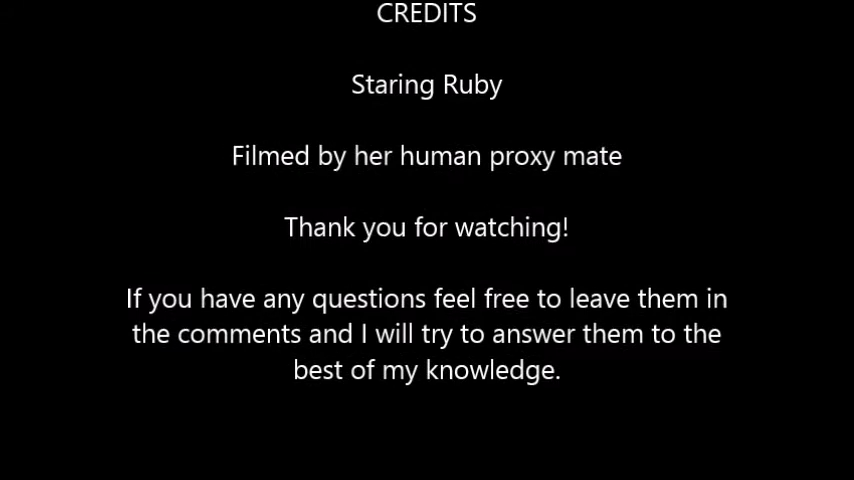 CREDITS
Staring Ruby
Filmed by her human proxy mate
Thank you for watching!
If you have any questions feel free to leave them in
the comments and I will try to answer them to the
best of my knowledge.